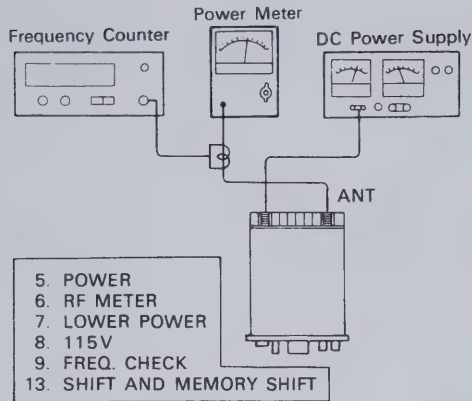 Power Meter
Frequency Counter
DC Power Supply
ANT
5. POWER
6. RF METER
7. LOWER POWER
8. 115V
9. FREQ. CHECK
13. SHIFT AND MEMORY SHIFT